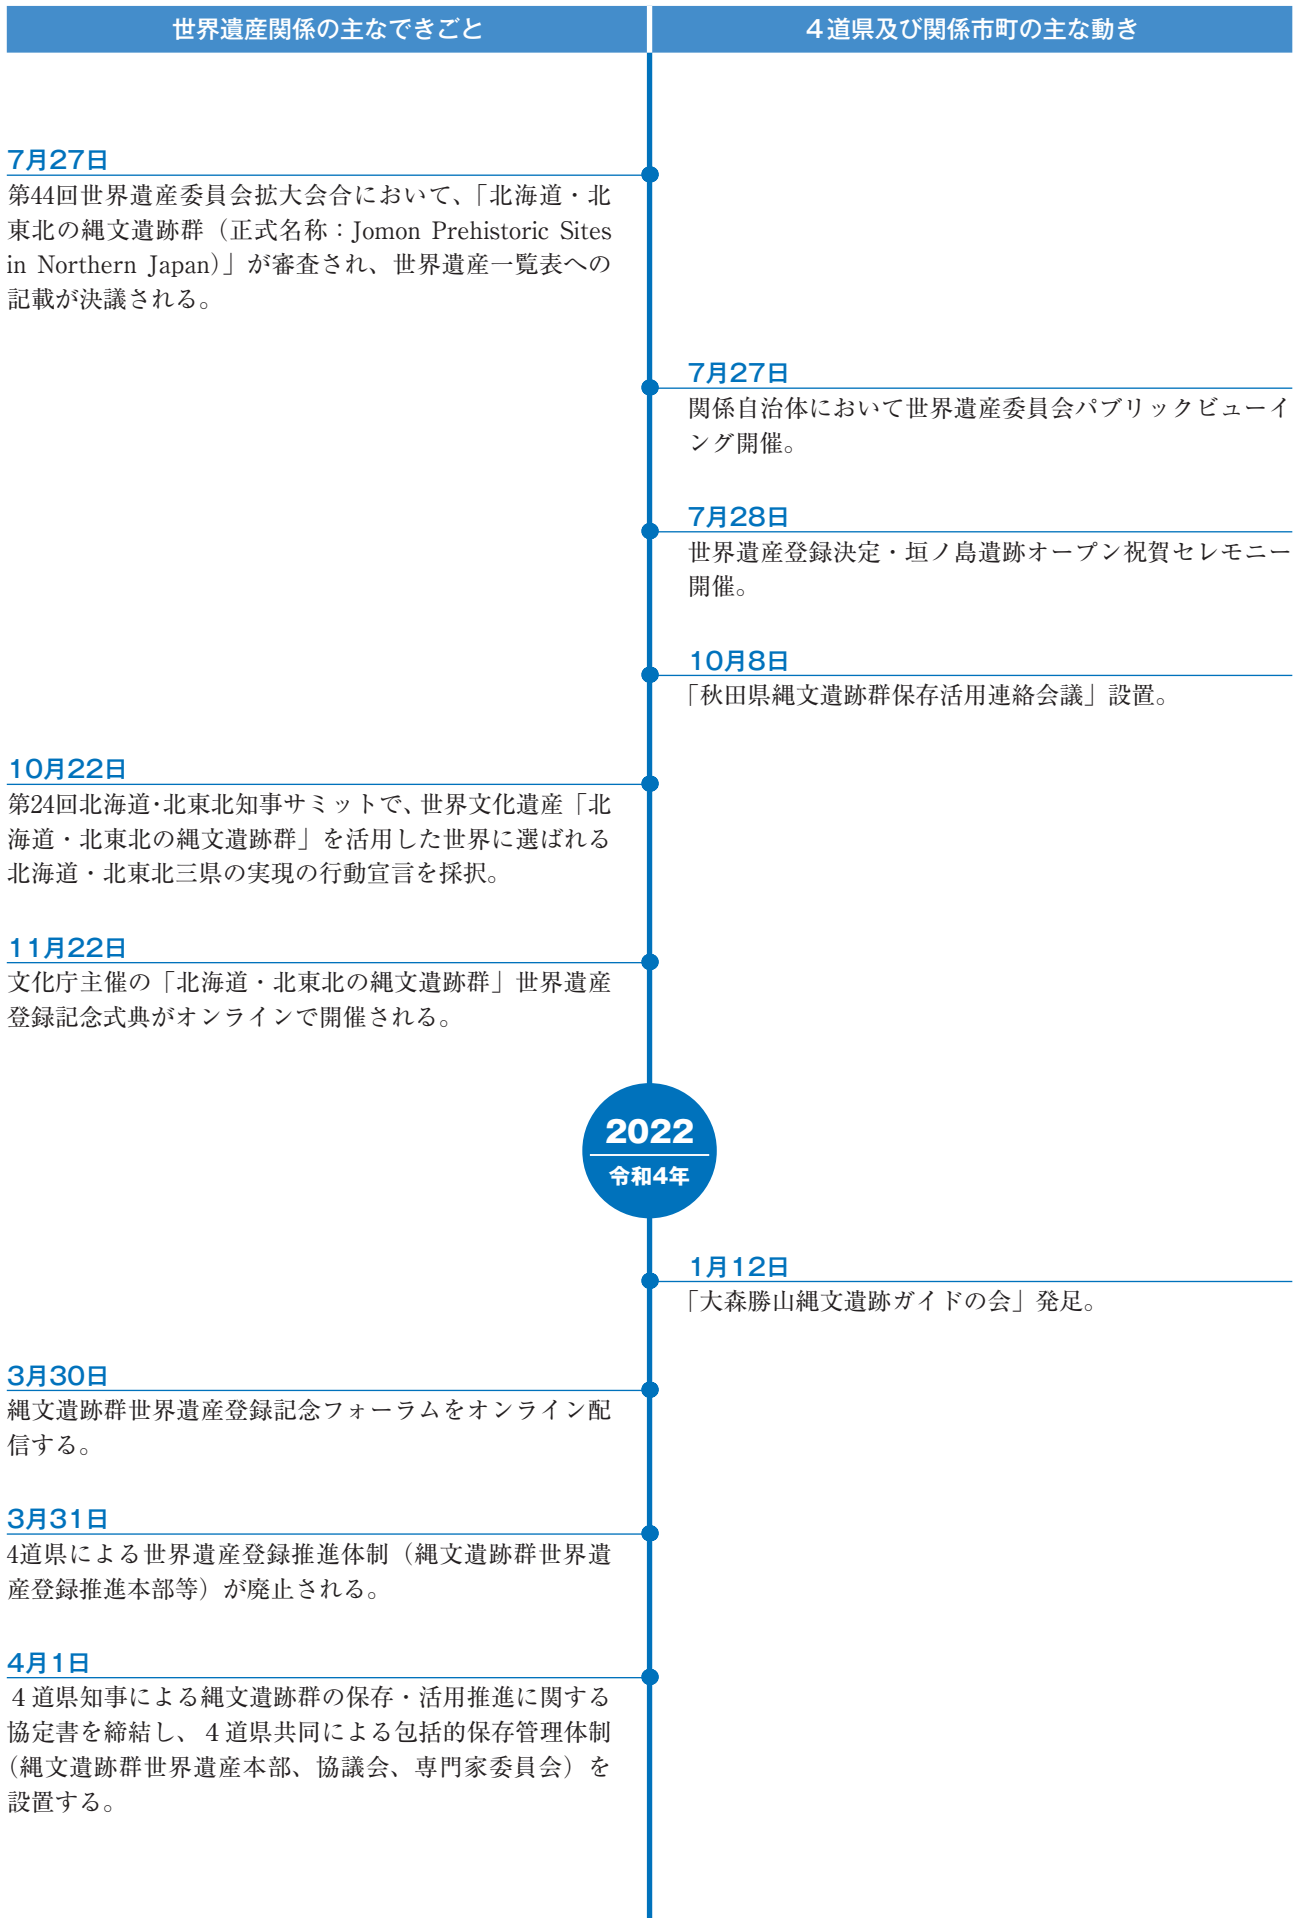 世界遺産関係の主なできごと
4道県及び関係市町の主な動き
7月27日
第44回世界遺産委員会拡大会合において、「北海道・北
東北の縄文遺跡群（正式名称：Jomon Prehistoric Sites
in Northern Japan）」が審査され、世界遺産一覧表への
記載が決議される。
7月27日
関係自治体において世界遺産委員会パブリックビューイ
ング開催。
7月28日
世界遺産登録決定・垣ノ島遺跡オープン祝賀セレモニー
開催。
10月8日
「秋田県縄文遺跡群保存活用連絡会議」設置。
10月22日
第24回北海道・北東北知事サミットで、世界文化遺産「北
海道・北東北の縄文遺跡群」を活用した世界に選ばれる
北海道・北東北三県の実現の行動宣言を採択。
11月22日
文化庁主催の「北海道・北東北の縄文遺跡群」世界遺産
登録記念式典がオンラインで開催される。
2022
令和4年
1月12日
「大森勝山縄文遺跡ガイドの会」発足。
3月30日
縄文遺跡群世界遺産登録記念フォーラムをオンライン配
信する。
3月31日
4道県による世界遺産登録推進体制（縄文遺跡群世界遺
産登録推進本部等）が廃止される。
4月1日
4道県知事による縄文遺跡群の保存・活用推進に関する
協定書を締結し、4道県共同による包括的保存管理体制
（縄文遺跡群世界遺産本部、協議会、専門家委員会）を
設置する。